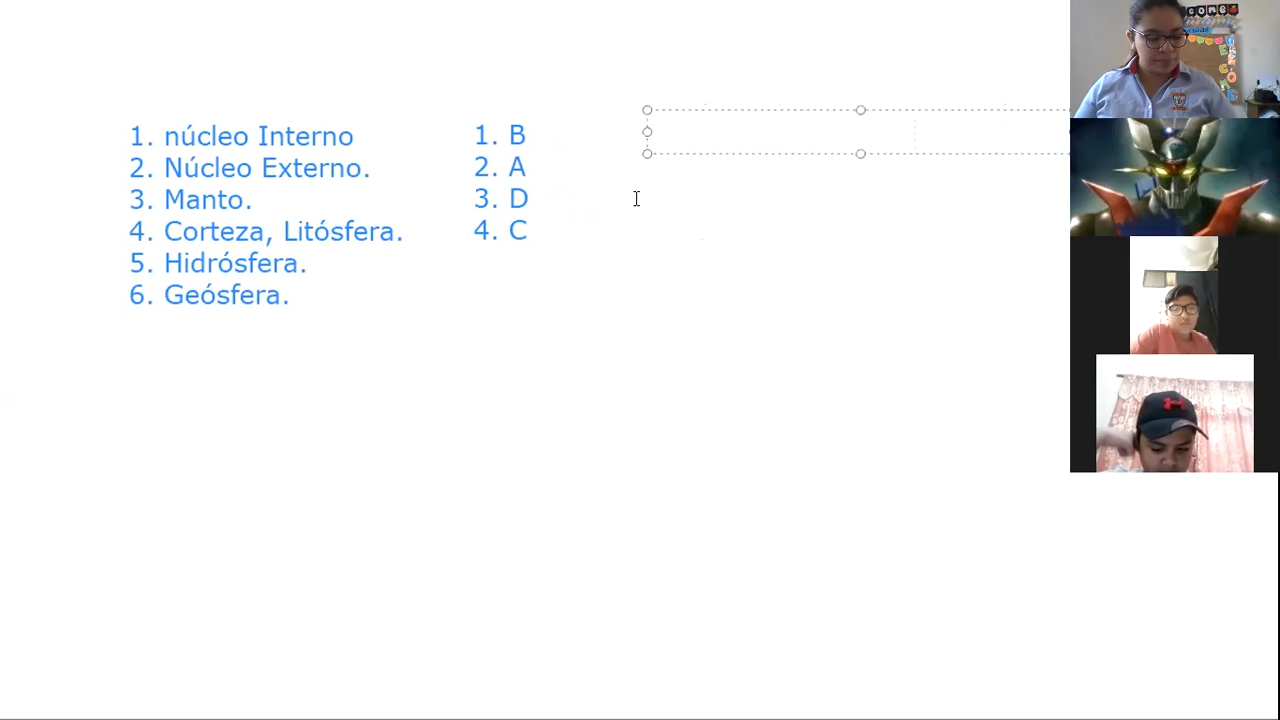 1. núcleo Interno
2. Núcleo Externo.
3. Manto.
4. Corteza, Litósfera.
5. Hidrósfera.
6. Geósfera.
1. B
2. A
3. D
4. C